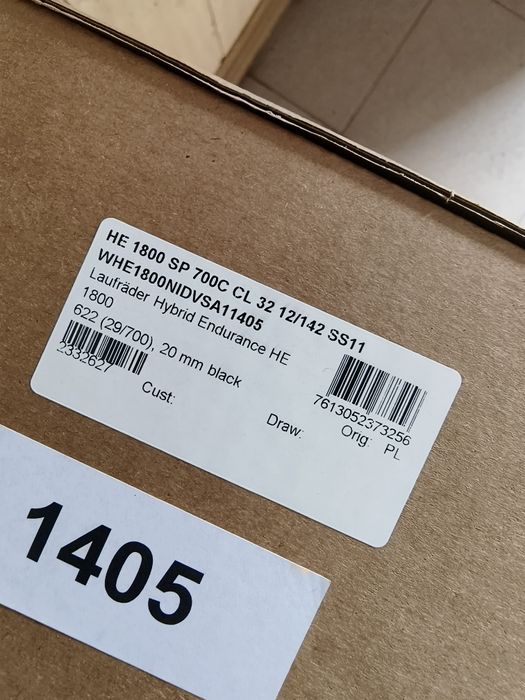 HE 1800 SP 700C CL 32 12/142 SS11
WHE1800NIDVSA11405
Laufräder Hybrid Endurance HE
1800
622 (29/700), 20 mm black
2332627
7613052373256
Cust:
Draw:
Orig: PL
1405